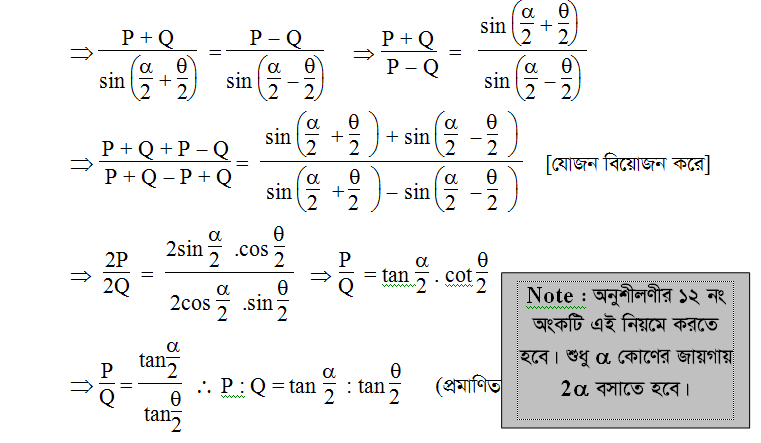 ⇒ (P + Q)/(sin(α/2 + θ/2)) = (P – Q)/(sin(α/2 – θ/2)) ⇒ (P + Q)/(P – Q) = (sin(α/2 + θ/2))/(sin(α/2 – θ/2))
⇒ (P + Q + P – Q)/(P + Q – P + Q) = (sin(α/2 + θ/2) + sin(α/2 – θ/2))/(sin(α/2 + θ/2) – sin(α/2 – θ/2)) [যোজন বিয়োজন করে]
⇒ 2P/2Q = (2sin α/2 .cos θ/2)/(2cos α/2 .sin θ/2) ⇒ P/Q = tan α/2 . cot θ/2
⇒ P/Q = (tan α/2)/(tan θ/2) ∴ P : Q = tan α/2 : tan θ/2 (প্রমাণিত
Note : অনুশীলণীর ১২ নং
অংকটি এই নিয়মে করতে
হবে। শুধু α কোণের জায়গায়
2α বসাতে হবে।